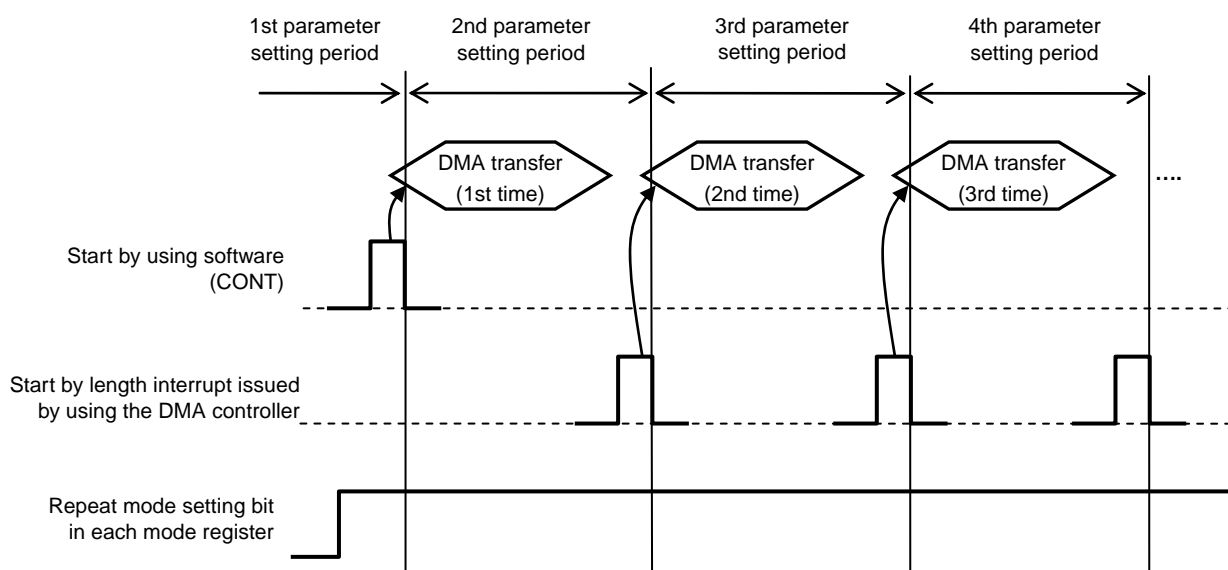 1st parameter
setting period
2nd parameter
setting period
3rd parameter
setting period
4th parameter
setting period
DMA transfer
(1st time)
DMA transfer
(2nd time)
DMA transfer
(3rd time)
....
Start by using software
(CONT)
Start by length interrupt issued
by using the DMA controller
Repeat mode setting bit
in each mode register